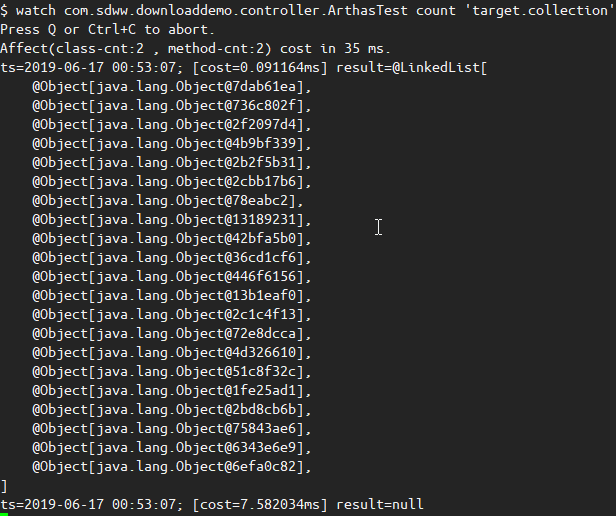 $ watch com.sdww.downloaddemo.controller.ArthasTest count 'target.collection'
Press Q or Ctrl+C to abort.
Affect(class-cnt:2 , method-cnt:2) cost in 35 ms.
ts=2019-06-17 00:53:07; [cost=0.091164ms] result=@LinkedList[
    @Object[java.lang.Object@7dab61ea],
    @Object[java.lang.Object@736c802f],
    @Object[java.lang.Object@2f2097d4],
    @Object[java.lang.Object@4b9bf339],
    @Object[java.lang.Object@2b2f5b31],
    @Object[java.lang.Object@2cbb17b6],
    @Object[java.lang.Object@78eabc2],
    @Object[java.lang.Object@13189231],
    @Object[java.lang.Object@42bfa5b0],
    @Object[java.lang.Object@36cd1cf6],
    @Object[java.lang.Object@446f6156],
    @Object[java.lang.Object@13b1eaf0],
    @Object[java.lang.Object@2c1c4f13],
    @Object[java.lang.Object@72e8dcca],
    @Object[java.lang.Object@4d326610],
    @Object[java.lang.Object@51c8f32c],
    @Object[java.lang.Object@1fe25ad1],
    @Object[java.lang.Object@2bd8cb6b],
    @Object[java.lang.Object@75843ae6],
    @Object[java.lang.Object@6343e6e9],
    @Object[java.lang.Object@6efa0c82],
]
ts=2019-06-17 00:53:07; [cost=7.582034ms] result=null